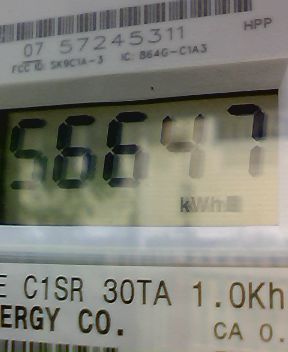 07 57245311
HPP
FCC ID: SK9C1A-3 IC: 864G-C1A3
56647
kWh
E C1SR 30TA 1.0Kh
ERGY CO.
CA 0.